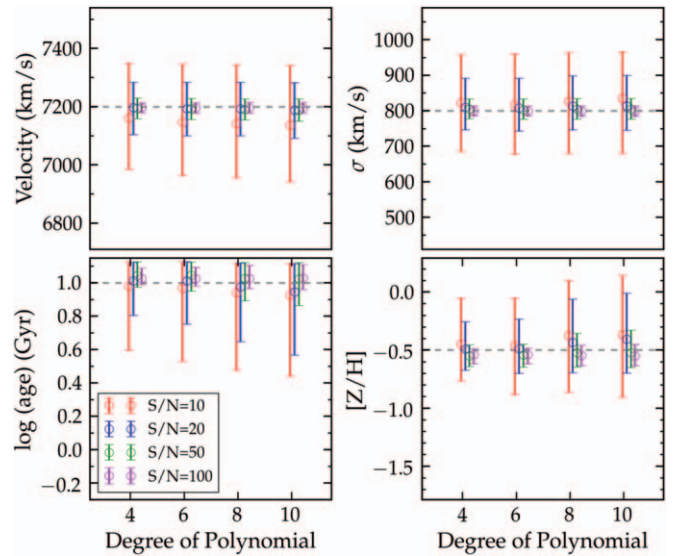 7400
7200
7000
6800
Velocity (km/s)
1000
900
800
700
600
500
σ (km/s)
1.0
0.8
0.6
0.4
0.2
0.0
−0.2
log (age) (Gyr)
S/N=10
S/N=20
S/N=50
S/N=100
4 6 8 10
Degree of Polynomial
0.0
−0.5
−1.0
−1.5
[Z/H]
4 6 8 10
Degree of Polynomial